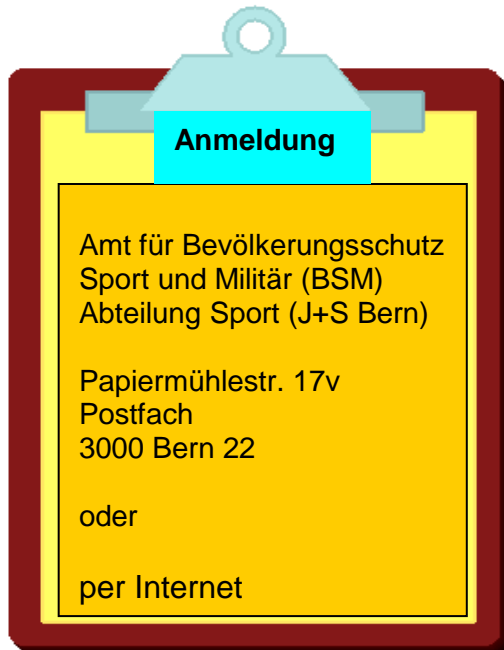 Anmeldung
Amt für Bevölkerungsschutz
Sport und Militär (BSM)
Abteilung Sport (J+S Bern)
Papiermühlestr. 17v
Postfach
3000 Bern 22
oder
per Internet